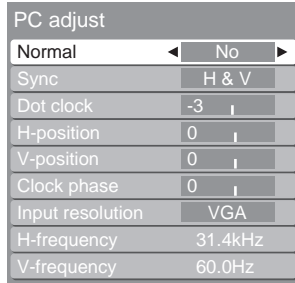 PC adjust
Normal No
Sync H & V
Dot clock -3
H-position 0
V-position 0
Clock phase 0
Input resolution VGA
H-frequency 31.4kHz
V-frequency 60.0Hz